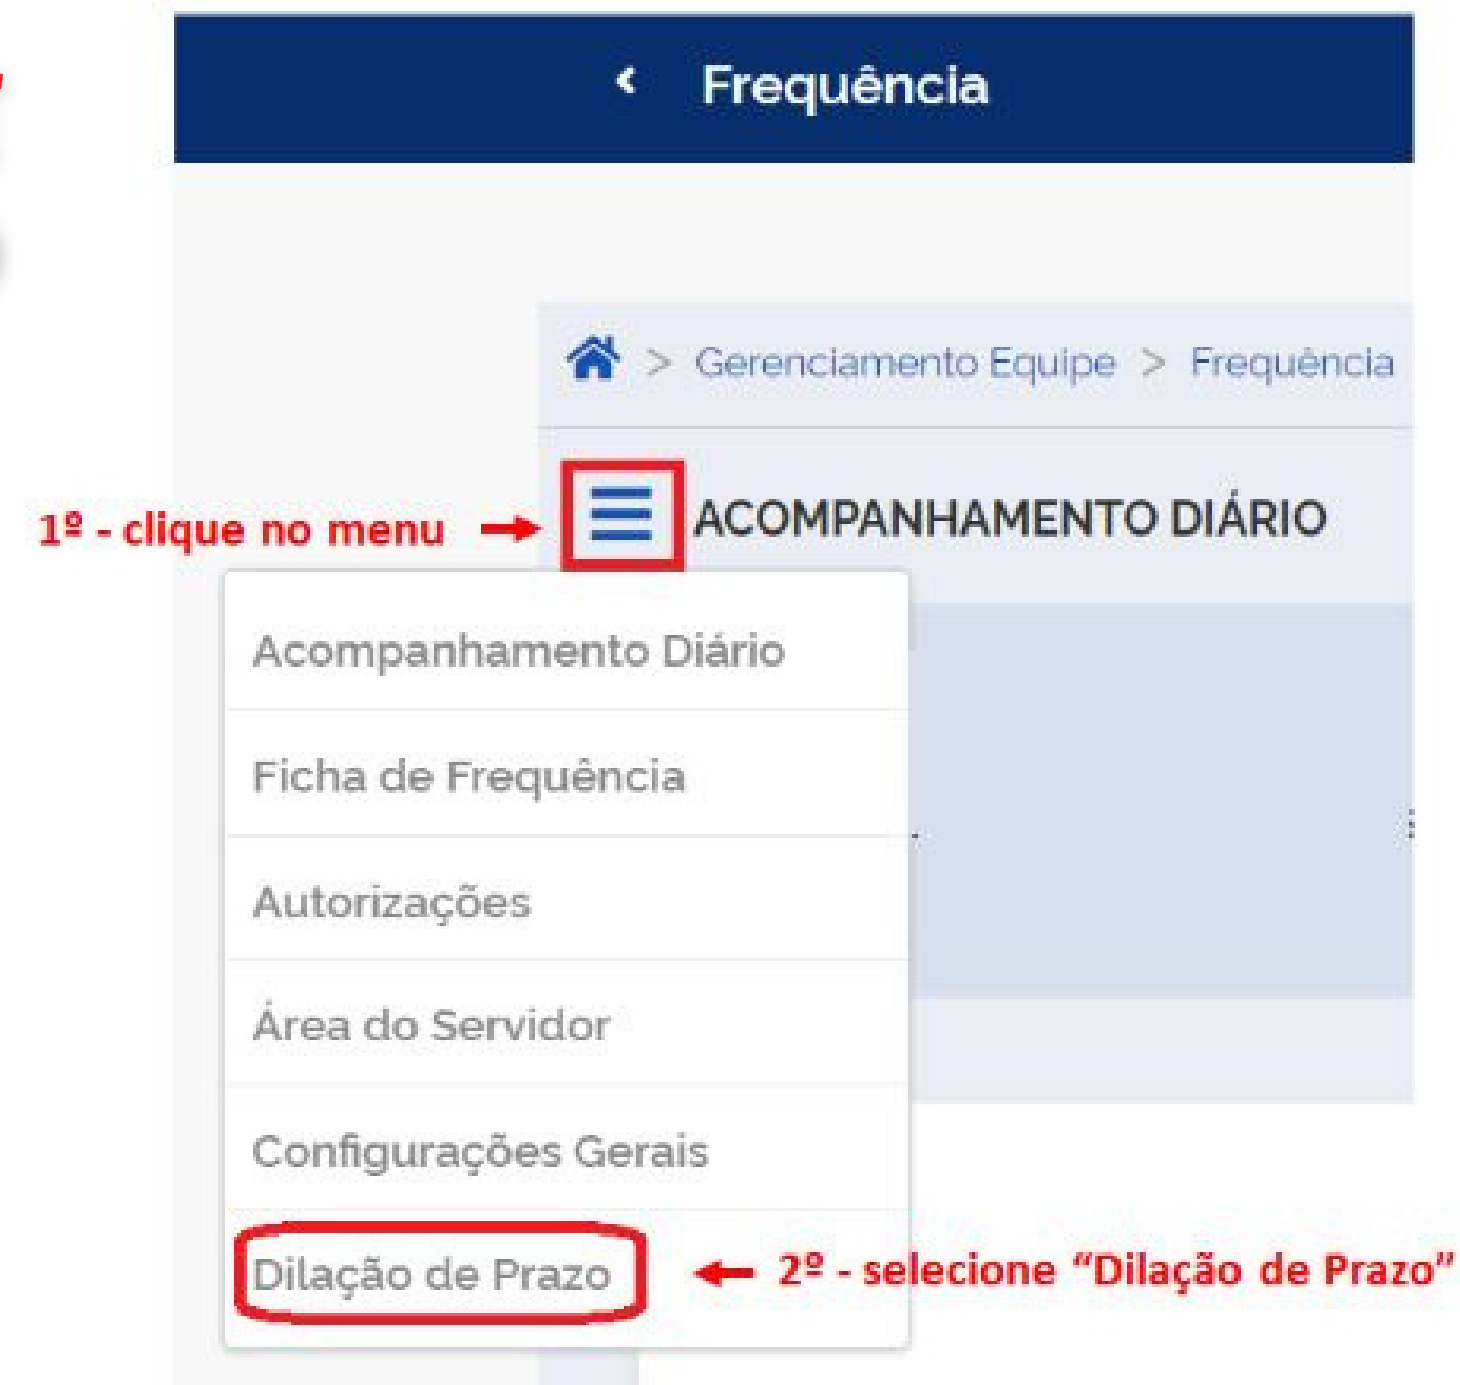 Frequência
> Gerenciamento Equipe > Frequência
1º - clique no menu
ACOMPANHAMENTO DIÁRIO
Acompanhamento Diário
Ficha de Frequência
Autorizações
Área do Servidor
Configurações Gerais
Dilação de Prazo
2º - selecione “Dilação de Prazo”